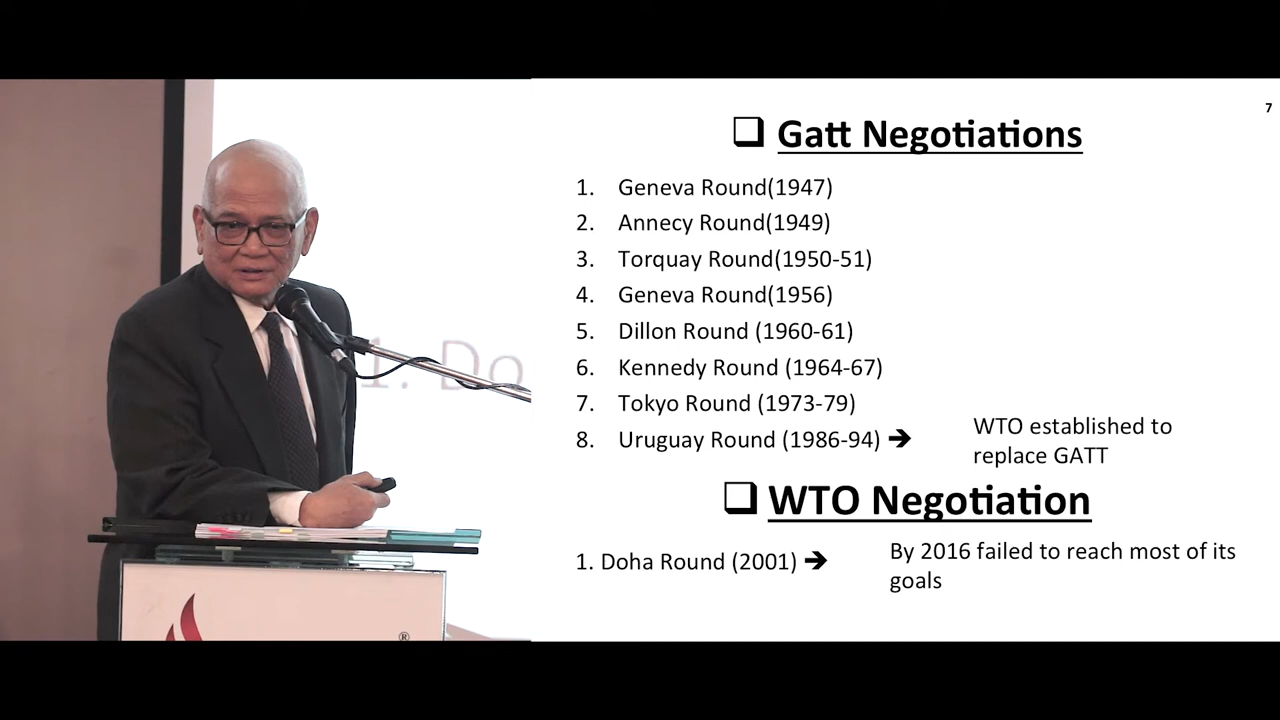 7
❑ Gatt Negotiations
1. Geneva Round(1947)
2. Annecy Round(1949)
3. Torquay Round(1950-51)
4. Geneva Round(1956)
5. Dillon Round (1960-61)
6. Kennedy Round (1964-67)
7. Tokyo Round (1973-79)
8. Uruguay Round (1986-94) ➔
WTO established to
replace GATT
❑ WTO Negotiation
1. Doha Round (2001) ➔
By 2016 failed to reach most of its
goals
1. Do
®